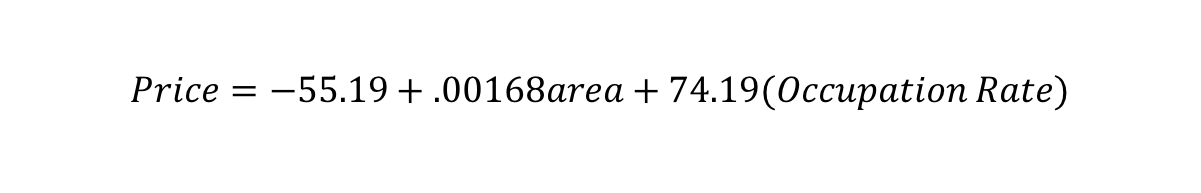 Price = −55.19 + .00168area + 74.19(Occupation Rate)